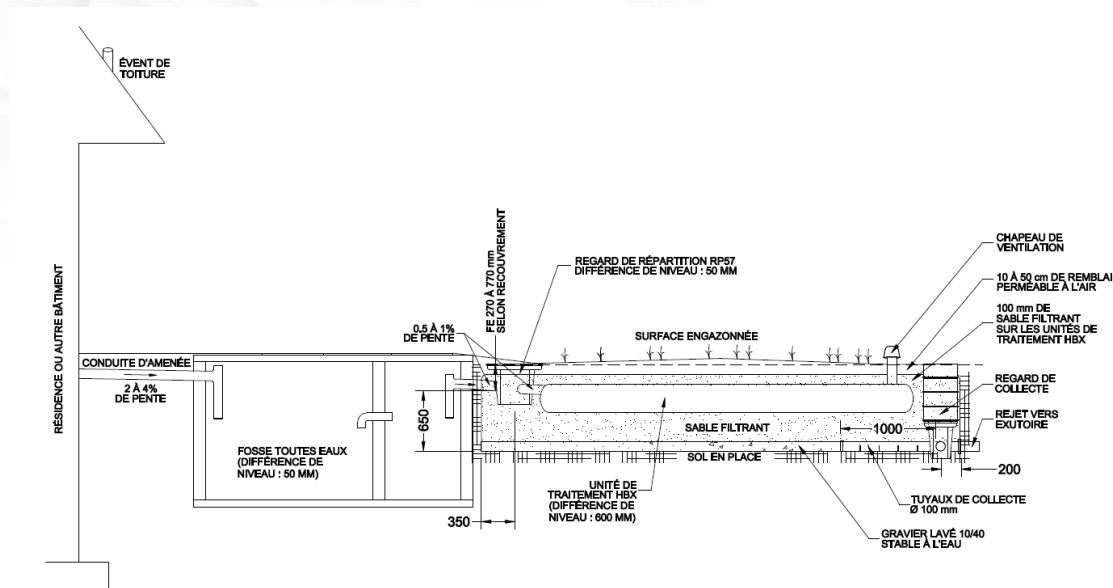 ÉVENT DE
TOITURE
RÉSIDENCE OU AUTRE BÂTIMENT
CONDUITE D'AMENÉE
2 À 4%
DE PENTE
FOSSE TOUTES EAUX
(DIFFÉRENCE DE
NIVEAU : 50 MM)
0.5 À 1%
DE PENTE
650
350
FE 270 À 770 mm
SELON RECOUVREMENT
REGARD DE RÉPARTITION RP57
DIFFÉRENCE DE NIVEAU : 50 MM
SURFACE ENGAZONNÉE
SABLE FILTRANT
SOL EN PLACE
UNITÉ DE
TRAITEMENT HBX
(DIFFÉRENCE DE
NIVEAU : 600 MM)
1000
CHAPEAU DE
VENTILATION
10 À 50 cm DE REMBLAI
PERMÉABLE À L'AIR
100 mm DE
SABLE FILTRANT
SUR LES UNITÉS DE
TRAITEMENT HBX
REGARD DE
COLLECTE
REJET VERS
EXUTOIRE
200
TUYAUX DE COLLECTE
Ø 100 mm
GRAVIER LAVÉ 10/40
STABLE À L'EAU